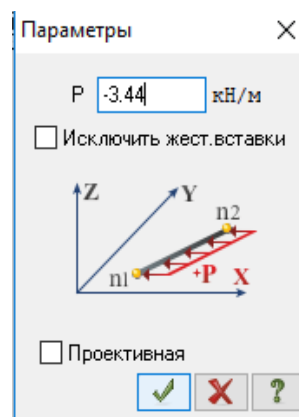 Параметры
P -3.44 кН/м
Исключить жест.вставки
Z
Y
n2
n1
+P X
Проективная
?